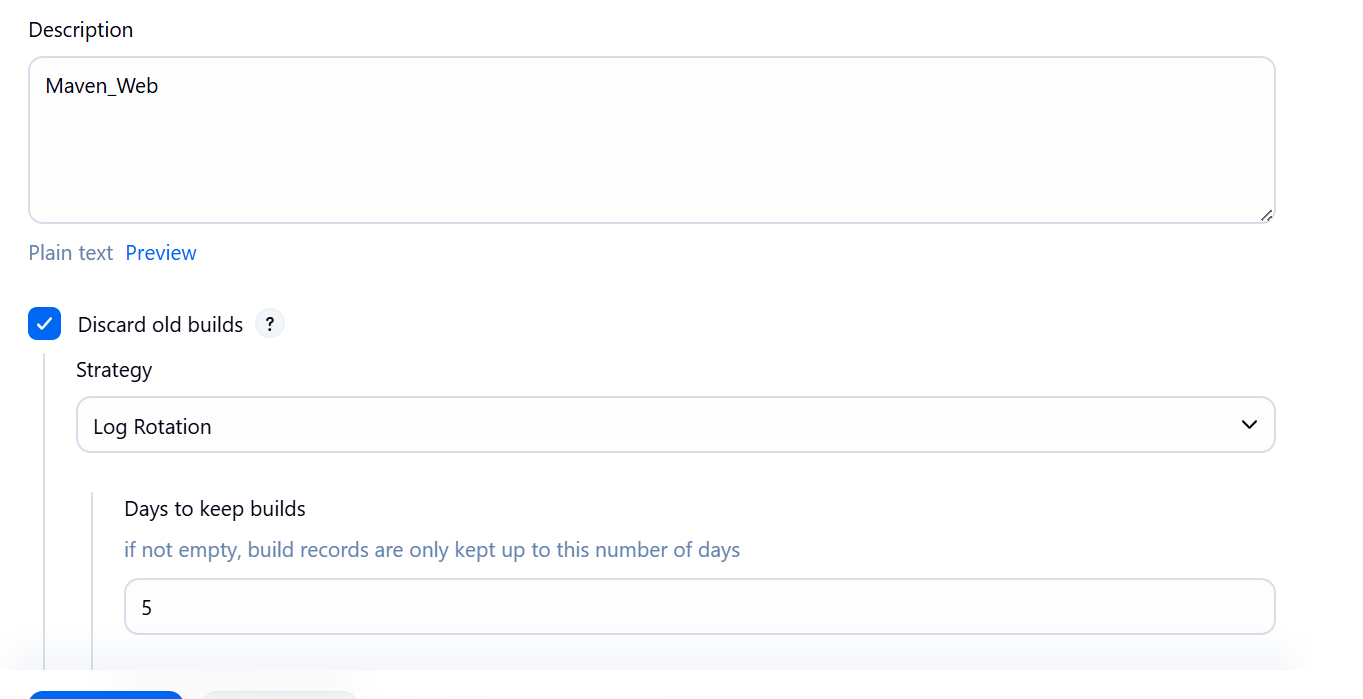 Description
Maven_Web
Plain text Preview
Discard old builds ?
Strategy
Log Rotation
Days to keep builds
if not empty, build records are only kept up to this number of days
5